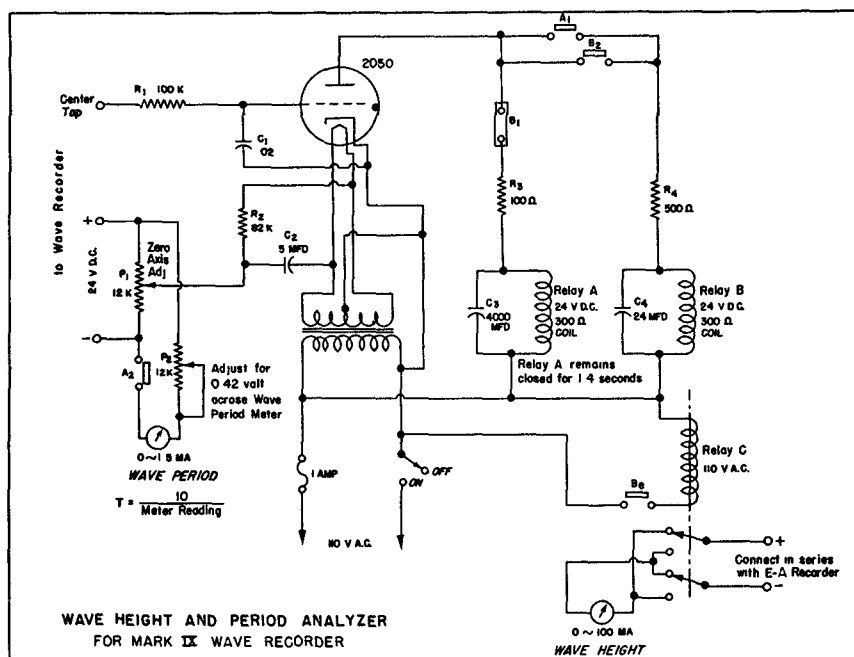 2050
A1
B2
R1 100 K
Center
Tap
C1
02
B1
R3
100 Ω
R4
500 Ω
to Wave Recorder
+
24 V D.C.
-
Zero
Axis
Adj
P1
12 K
R2
82 K
C2
5 MFD
C3
4000
MFD
Relay A
24 V D.C.
300 Ω
COIL
C4
24 MFD
Relay B
24 V D C.
300 Ω
COIL
Relay A remains
closed for 1 4 seconds
A2
P2
12K
Adjust for
0 42 valt
acrase Wave
Period Meter
0~1 5 MA
WAVE PERIOD
T = 10
Meter Reading
1 AMP
OFF
ON
110 V A.C.
Relay C
110 V A.C.
Be
+
Connect in series
with E-A Recorder
-
0 ~ 100 MA
WAVE HEIGHT
WAVE HEIGHT AND PERIOD ANALYZER
FOR MARK IX WAVE RECORDER